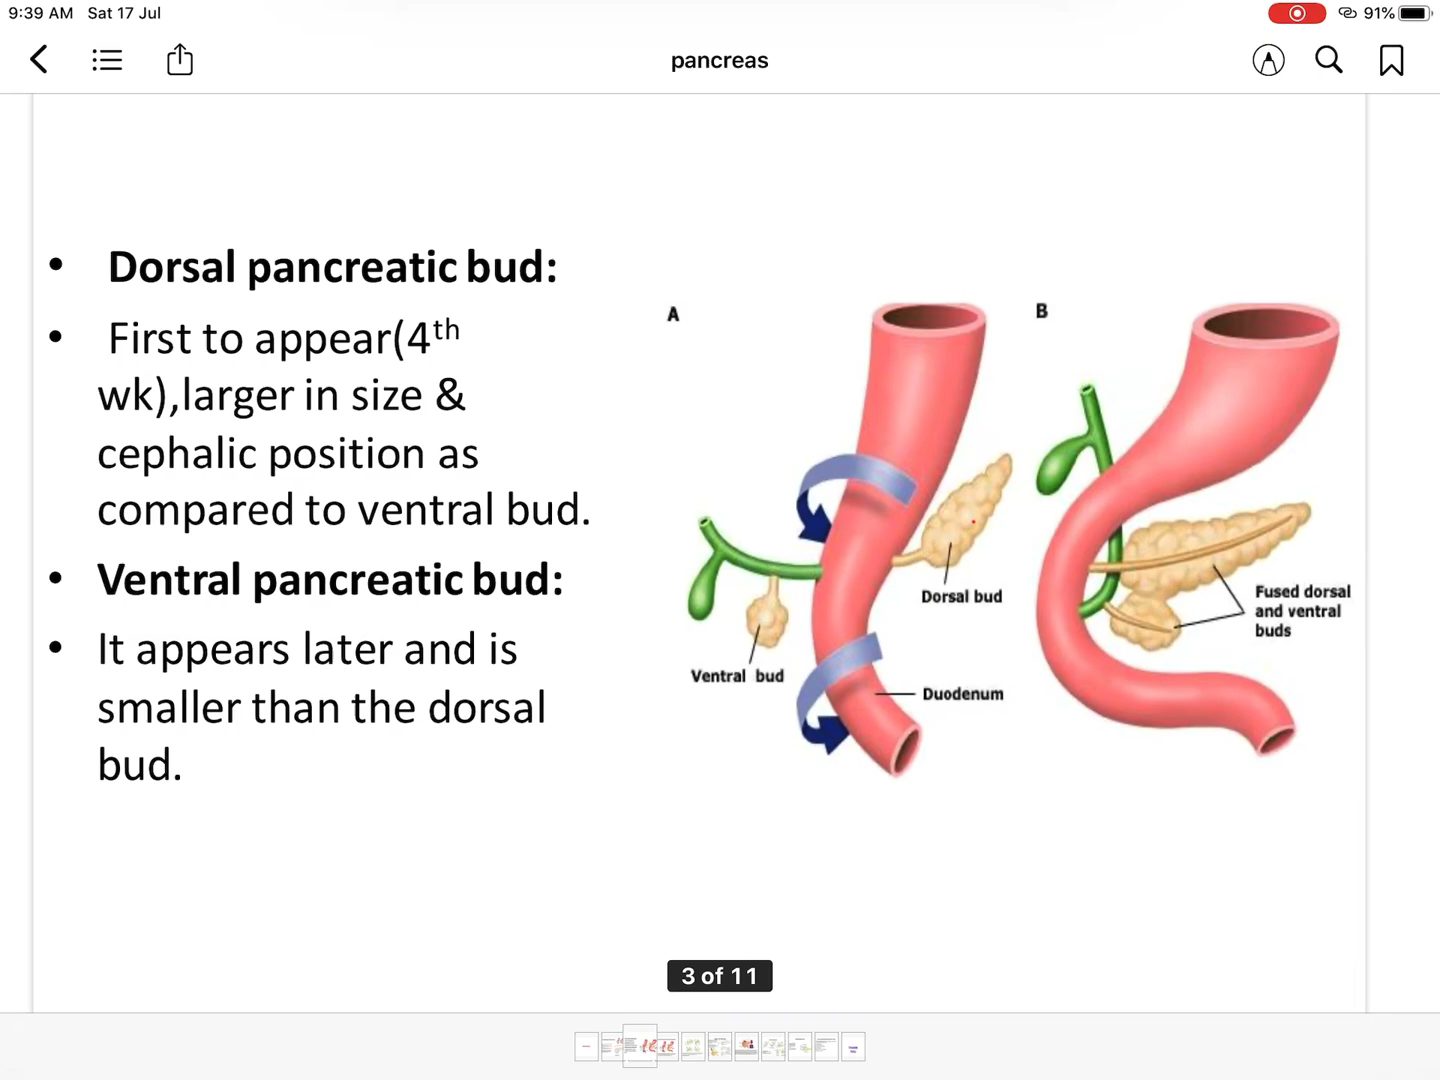 9:39 AM Sat 17 Jul
91%
pancreas
• Dorsal pancreatic bud:
• First to appear(4th
wk),larger in size &
cephalic position as
compared to ventral bud.
• Ventral pancreatic bud:
• It appears later and is
smaller than the dorsal
bud.
A
Dorsal bud
Ventral bud
Duodenum
B
Fused dorsal
and ventral
buds
3 of 11